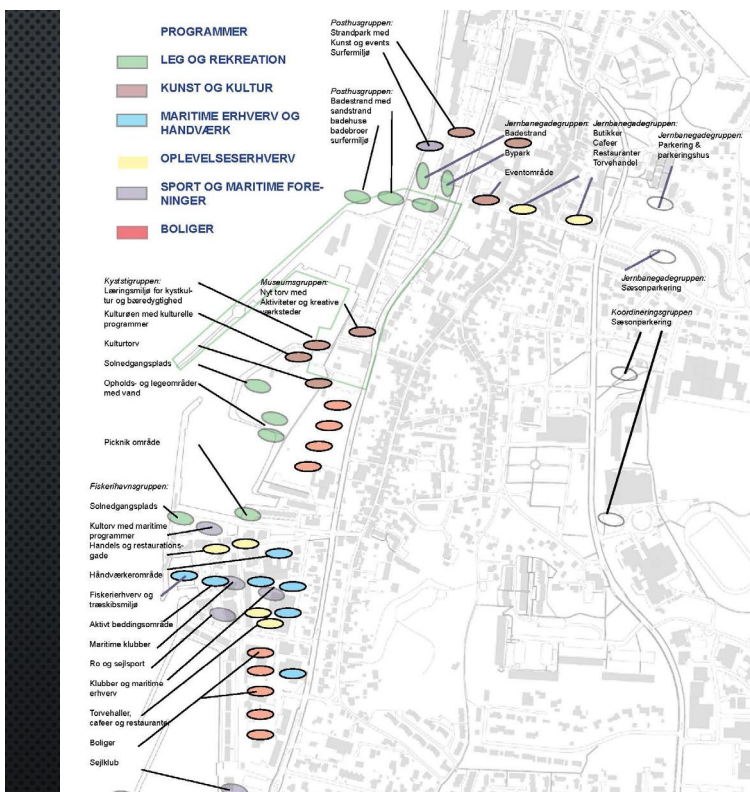 PROGRAMMER
LEG OG REKREATION
KUNST OG KULTUR
MARITIME ERHVERV OG
HANDVÆRK
OPLEVELSESERHVERV
SPORT OG MARITIME FORE-
NINGER
BOLIGER
Posthusgruppen:
Strandpark med
Kunst og events
Surfermiljø
Posthusgruppen:
Badestrand med
sandstrand
badehuse
badebroer
surfermiljø
Jernbanegadegruppen:
Badestrand
Bypark
Eventområde
Jernbanegadegruppen:
Butikker
Cafeer
Restauranter
Torvehandel
Jernbanegadegruppen:
Parkering &
parkeringshus
Jernbanegadegruppen:
Sæsonparkering
Koordineringsgruppen
Sæsonparkering
Kyststigruppen:
Læringsmiljø for kystkul-
tur og bæredygtighed
Kulturøen med kulturelle
programmer
Kulturtorv
Solnedgangsplads
Opholds- og legeområder
med vand
Picknik område
Museumsgruppen:
Nyt torv med
Aktiviteter og kreative
værksteder
Fiskerihavnsgruppen:
Solnedgangsplads
Kultorv med maritime
programmer
Handels og restaurations-
gade
Håndværkerområde
Fiskerierhverv og
træskibsmiljø
Aktivt beddingsområde
Maritime klubber
Ro og sejlsport
Klubber og maritime
erhverv
Torvehaller,
cafeer og restauranter
Boliger
Sejlklub